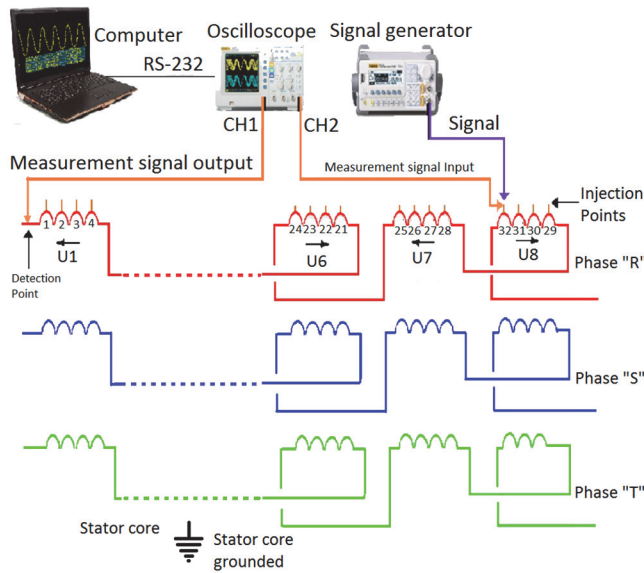 Computer
Oscilloscope
Signal generator
RS-232
CH1
CH2
Signal
Measurement signal output
Measurement signal Input
Injection
Points
1 2 3 4
24 23 22 21
25 26 27 28
32 31 30 29
U1
U6
U7
U8
Phase "R"
Detection
Point
Phase "S"
Phase "T"
Stator core
Stator core
grounded